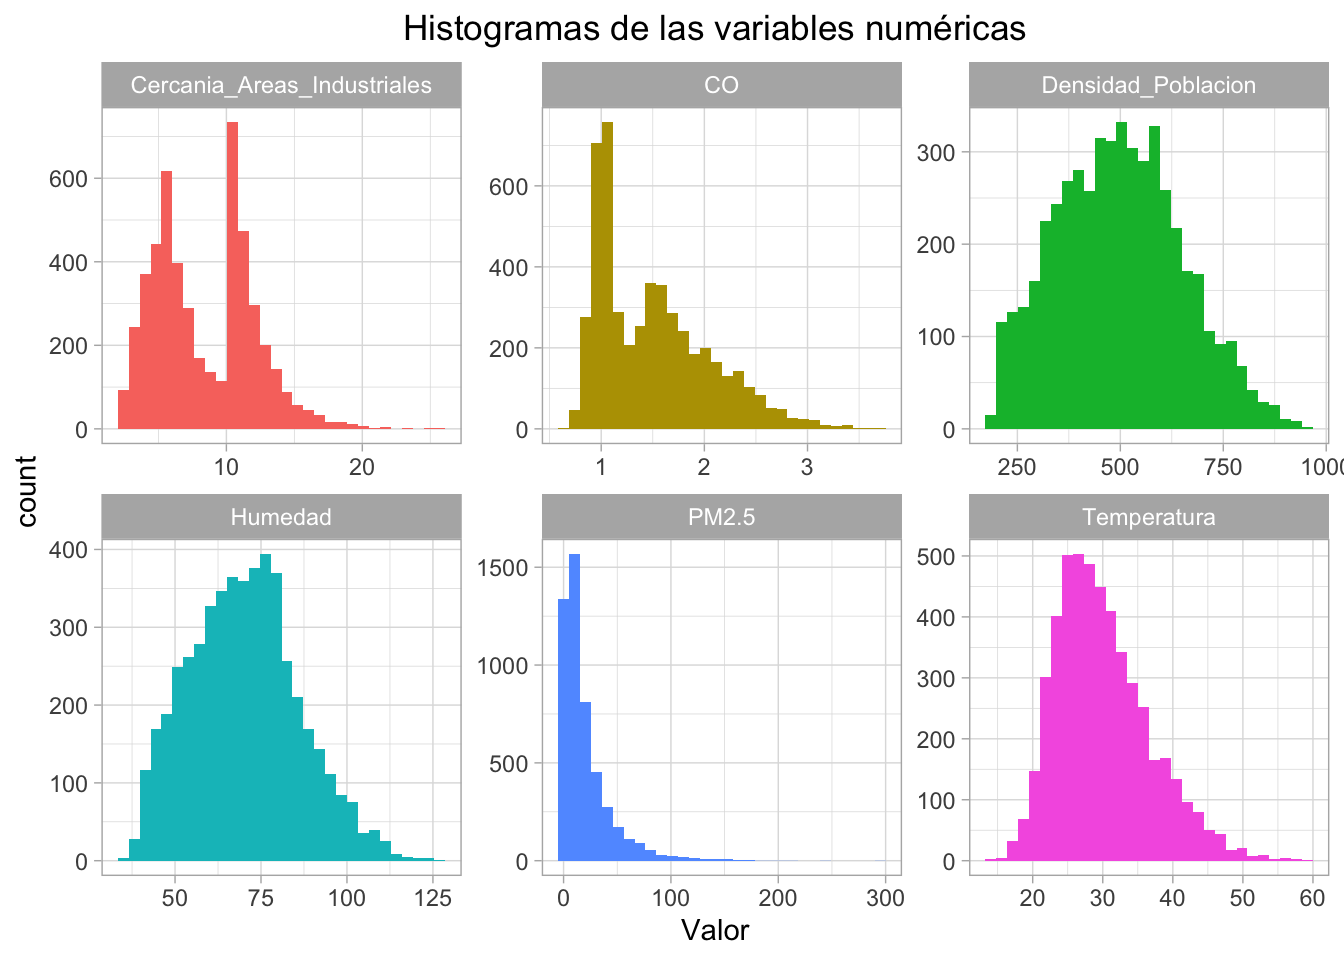 Histogramas de las variables numéricas
Cercania_Areas_Industriales
CO
Densidad_Poblacion
600
400
200
0
10 20
600
400
200
0
1 2 3
300
200
100
0
250 500 750 1000
count
Humedad
PM2.5
Temperatura
400
300
200
100
0
50 75 100 125
1500
1000
500
0
0 100 200 300
500
400
300
200
100
0
20 30 40 50 60
Valor